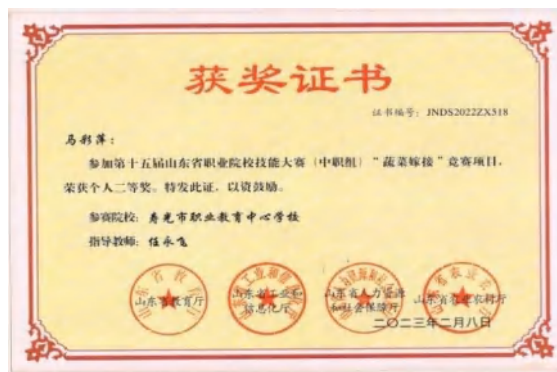 获奖证书
证书编号：JNDS2022ZX518
马彩萍：
参加第十五届山东省职业院校技能大赛（中职组）“蔬菜嫁接”竞赛项目，
荣获个人二等奖。特发此证，以资鼓励。
参赛院校：寿光市职业教育中心学校
指导教师：任永飞
山东省教育厅
山东省工业和
信息化厅
山东省人力资源
和社会保障厅
山东省农业农村厅
二〇二三年二月八日